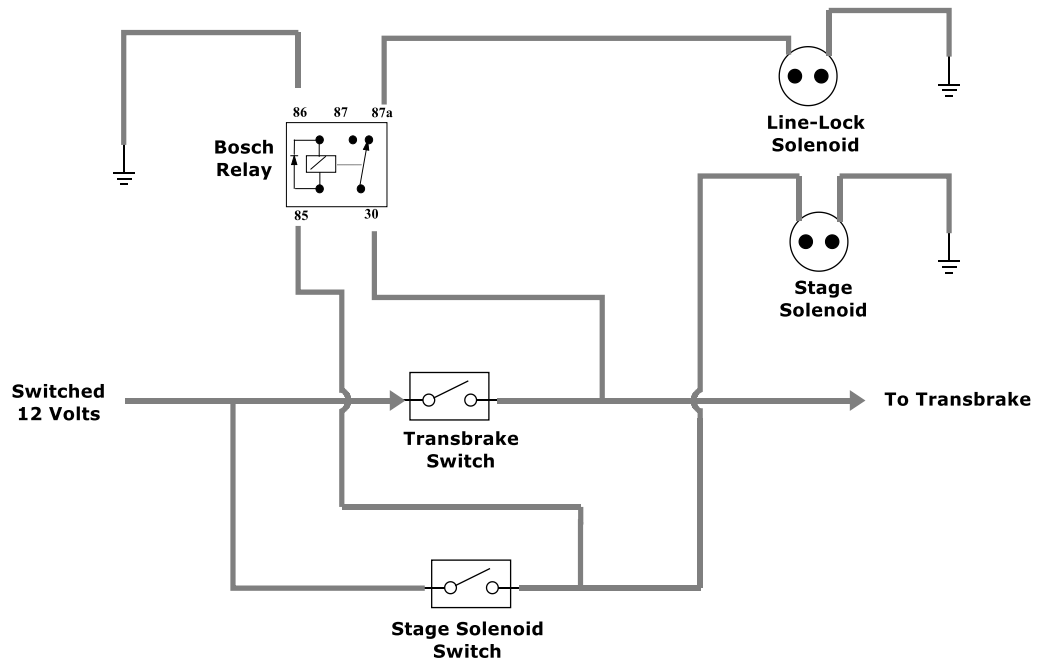 86 87 87a
Bosch
Relay
85 30
Line-Lock
Solenoid
Stage
Solenoid
Switched
12 Volts
Transbrake
Switch
To Transbrake
Stage Solenoid
Switch